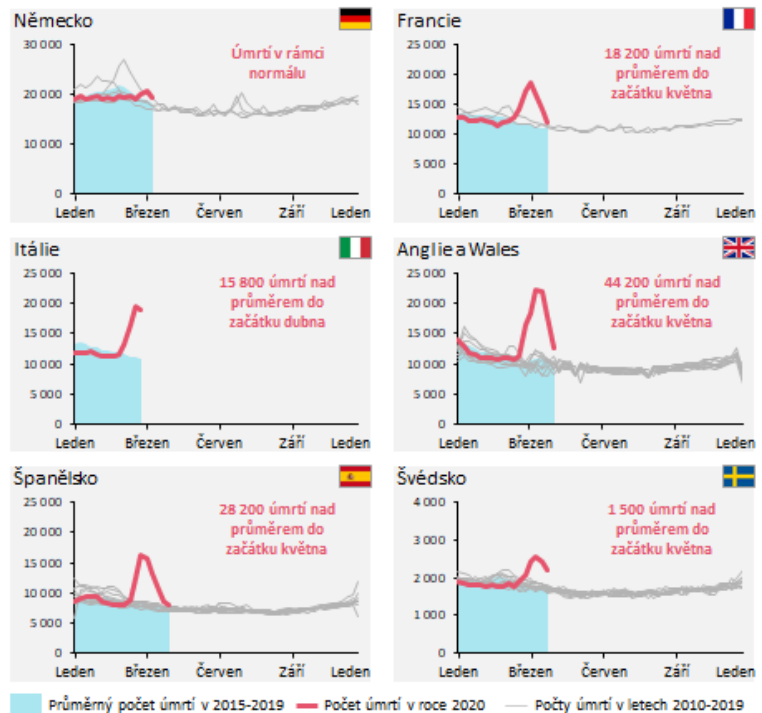 Německo
30 000
20 000
10 000
0
Leden Březen Červen Září Leden
Úmrtí v rámci
normálu
Francie
25 000
20 000
15 000
10 000
5 000
0
Leden Březen Červen Září Leden
18 200 úmrtí nad
průměrem do
začátku května
Itálie
25 000
20 000
15 000
10 000
5 000
0
Leden Březen Červen Září Leden
15 800 úmrtí nad
průměrem do
začátku dubna
Anglie a Wales
25 000
20 000
15 000
10 000
5 000
0
Leden Březen Červen Září Leden
44 200 úmrtí nad
průměrem do
začátku května
Španělsko
25 000
20 000
15 000
10 000
5 000
0
Leden Březen Červen Září Leden
28 200 úmrtí nad
průměrem do
začátku května
Švédsko
4 000
3 000
2 000
1 000
0
Leden Březen Červen Září Leden
1 500 úmrtí nad
průměrem do
začátku května
Průměrný počet úmrtí v 2015-2019 Počet úmrtí v roce 2020 Počty úmrtí v letech 2010-2019